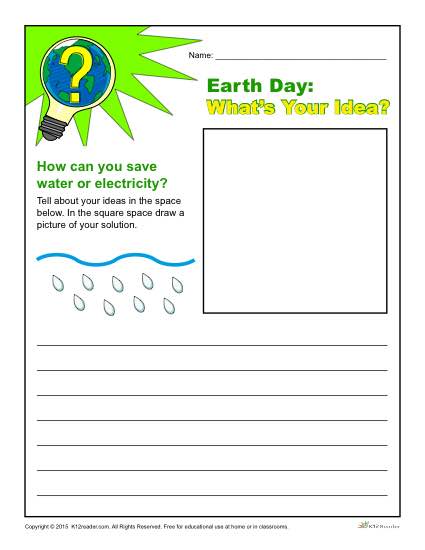 ?
Name:
Earth Day:
What's Your Idea?
How can you save
water or electricity?
Tell about your ideas in the space
below. In the square space draw a
picture of your solution.
Copyright © 2015 K12reader.com. All Rights Reserved. Free for educational use at home or in classrooms.
K12Reader